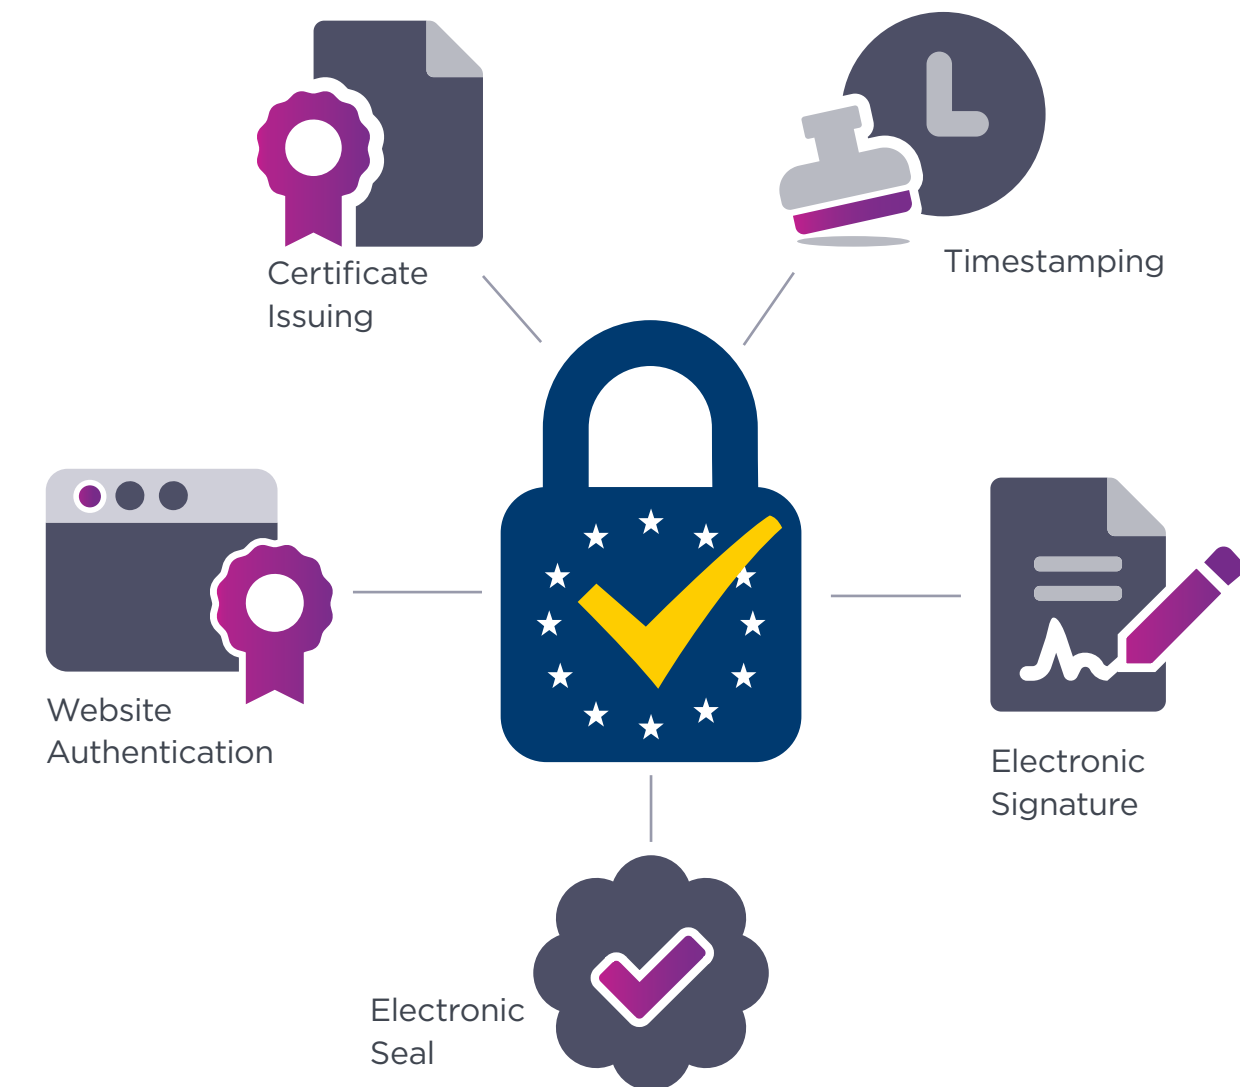 Certificate
Issuing
Timestamping
Website
Authentication
Electronic
Signature
Electronic
Seal